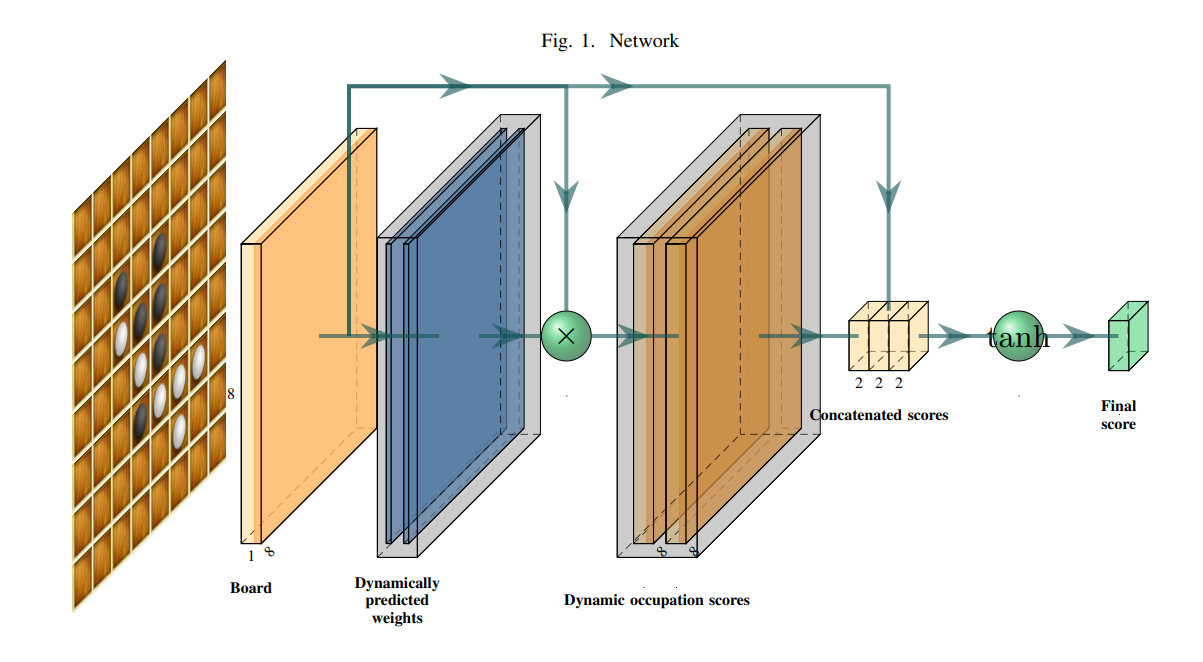 Fig. 1. Network
8
×
tanh
2 2 2
Concatenated scores
Final
score
1 8
8 8
Board
Dynamically
predicted
weights
Dynamic occupation scores